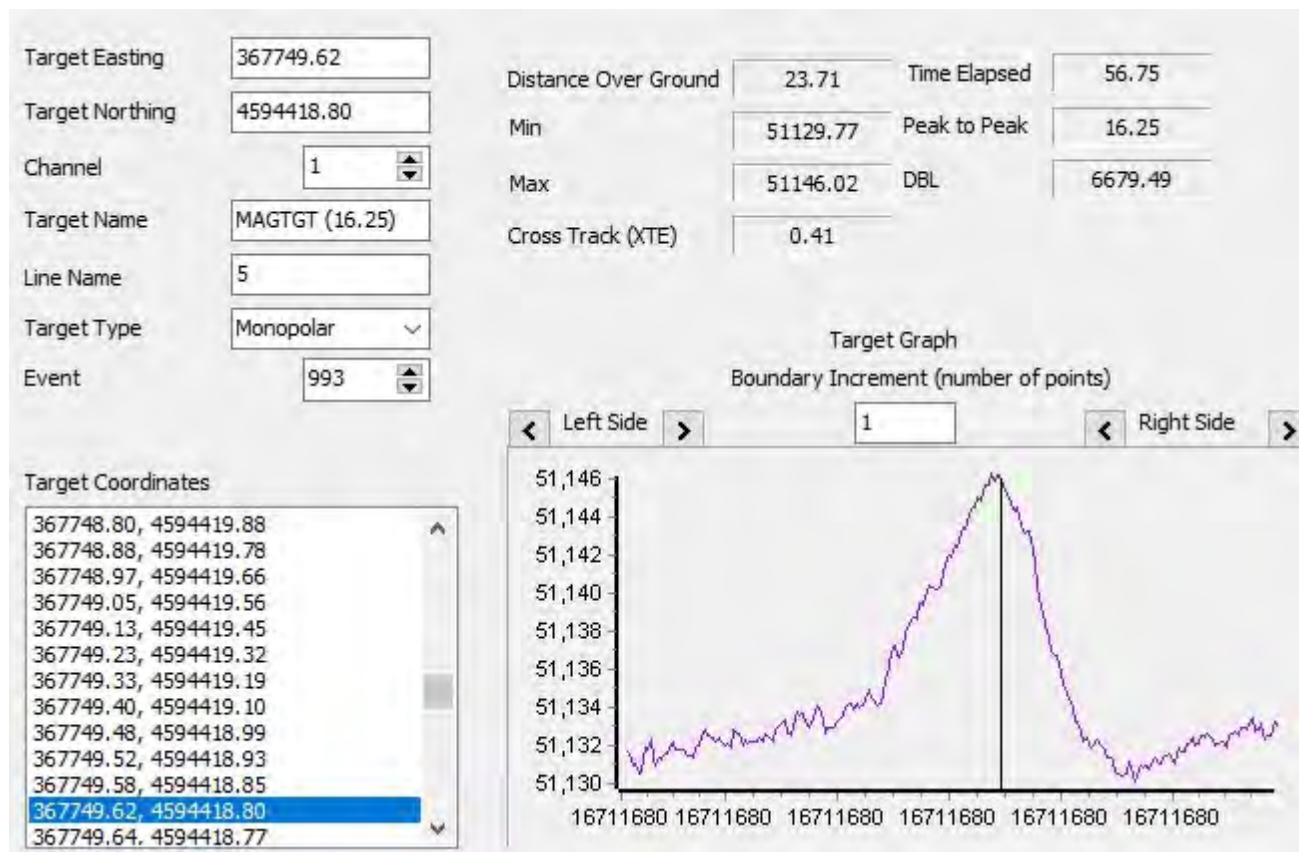 Target Easting 367749.62
Target Northing 4594418.80
Channel 1
Target Name MAGTGT (16.25)
Line Name 5
Target Type Monopolar
Event 993
Distance Over Ground 23.71 Time Elapsed 56.75
Min 51129.77 Peak to Peak 16.25
Max 51146.02 DBL 6679.49
Cross Track (XTE) 0.41
Target Graph
Boundary Increment (number of points)
< Left Side > 1 < Right Side >
Target Coordinates
367748.80, 4594419.88
367748.88, 4594419.78
367748.97, 4594419.66
367749.05, 4594419.56
367749.13, 4594419.45
367749.23, 4594419.32
367749.33, 4594419.19
367749.40, 4594419.10
367749.48, 4594418.99
367749.52, 4594418.93
367749.58, 4594418.85
367749.62, 4594418.80
367749.64, 4594418.77
51,146
51,144
51,142
51,140
51,138
51,136
51,134
51,132
51,130
16711680 16711680 16711680 16711680 16711680 16711680